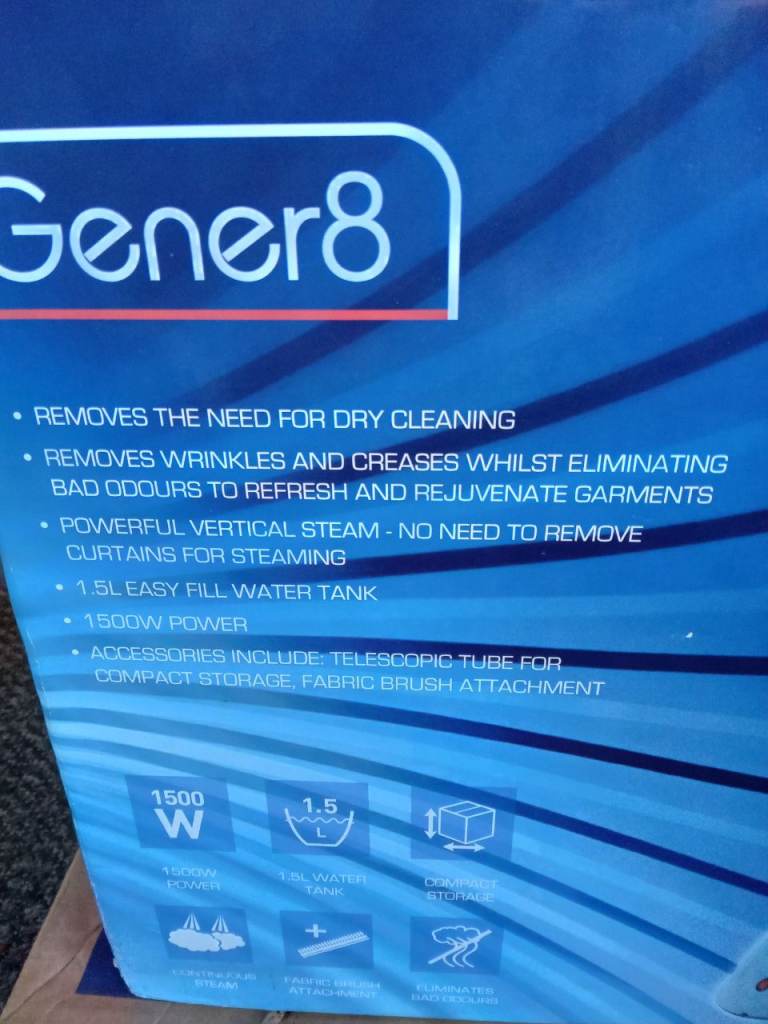 Gener8
• REMOVES THE NEED FOR DRY CLEANING
• REMOVES WRINKLES AND CREASES WHILST ELIMINATING
BAD ODOURS TO REFRESH AND REJUVENATE GARMENTS
• POWERFUL VERTICAL STEAM - NO NEED TO REMOVE
CURTAINS FOR STEAMING
• 1.5L EASY FILL WATER TANK
• 1500W POWER
• ACCESSORIES INCLUDE: TELESCOPIC TUBE FOR
COMPACT STORAGE, FABRIC BRUSH ATTACHMENT
1500
W
1500W
POWER
1.5
L
1.5L WATER
TANK
COMPACT
STORAGE
CONTINUOUS
STEAM
+
FABRIC BRUSH
ATTACHMENT
ELIMINATES
BAD ODOURS